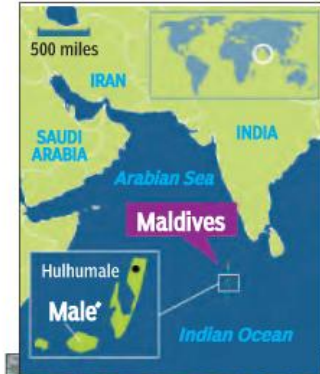 500 miles
IRAN
SAUDI
ARABIA
INDIA
Arabian Sea
Maldives
Hulhumale
Male*
Indian Ocean